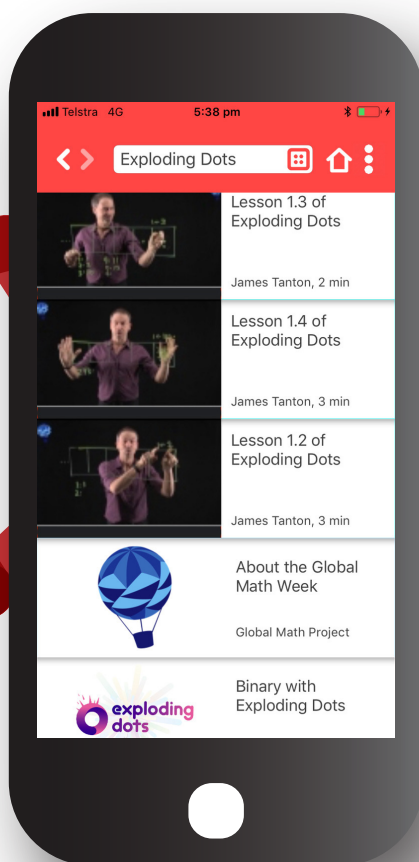 Telstra 4G 5:38 pm
Exploding Dots
Lesson 1.3 of
Exploding Dots
James Tanton, 2 min
Lesson 1.4 of
Exploding Dots
James Tanton, 3 min
Lesson 1.2 of
Exploding Dots
James Tanton, 3 min
About the Global
Math Week
Global Math Project
exploding
dots
Binary with
Exploding Dots